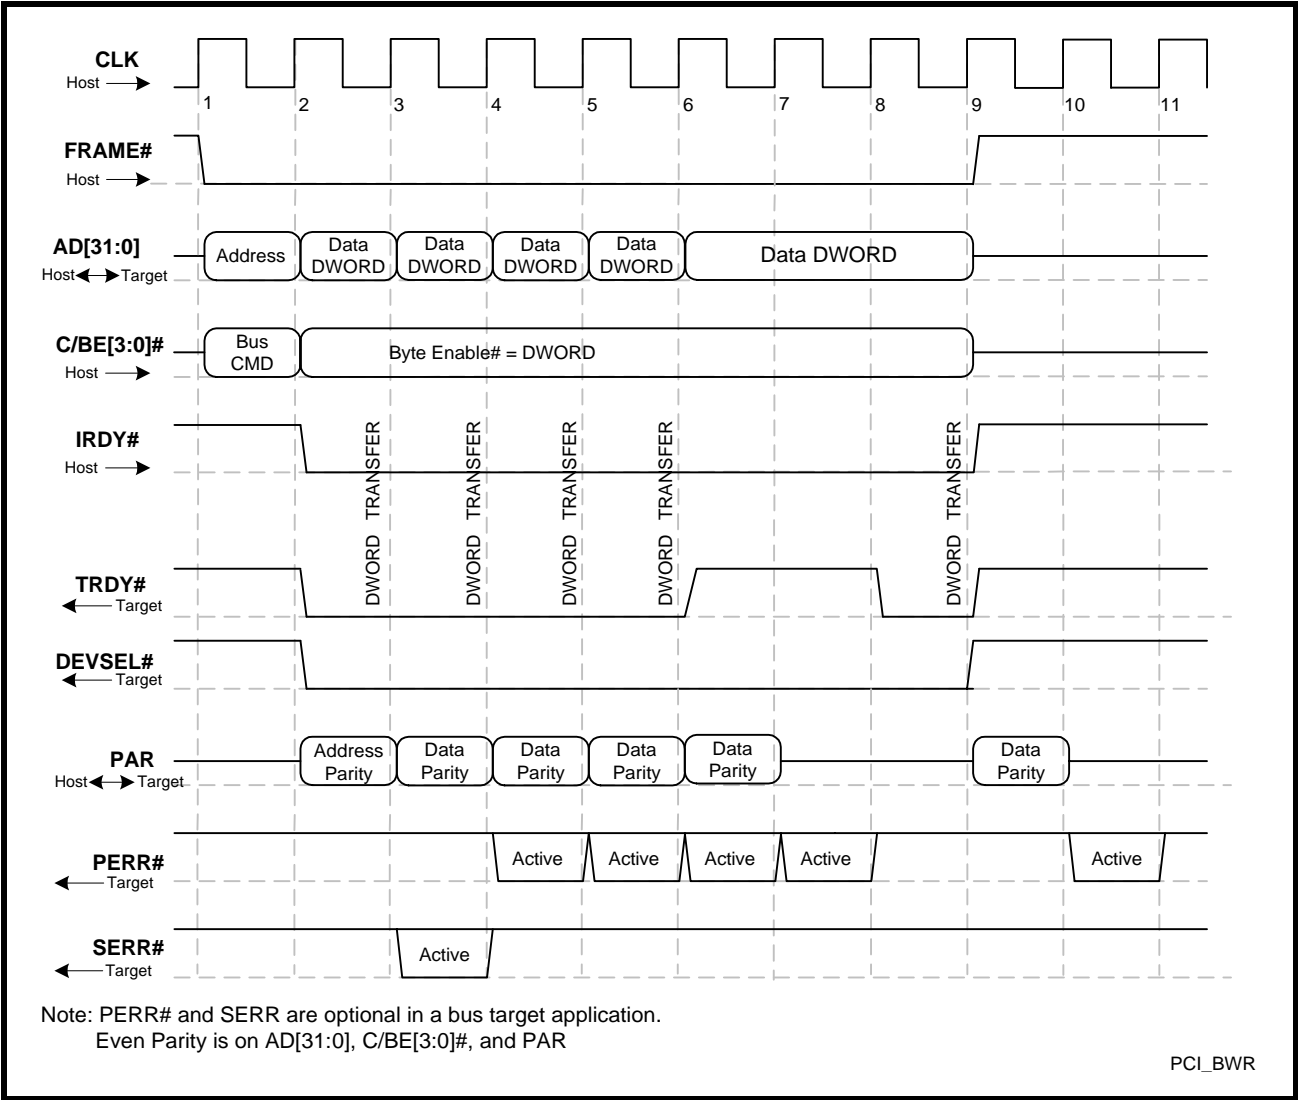 CLK
Host
1 2 3 4 5 6 7 8 9 10 11
FRAME#
Host
AD[31:0]
Host Target
Address
Data DWORD
Data DWORD
Data DWORD
Data DWORD
Data DWORD
C/BE[3:0]#
Host
Bus CMD
Byte Enable# = DWORD
IRDY#
Host
DWORD TRANSFER
DWORD TRANSFER
DWORD TRANSFER
DWORD TRANSFER
DWORD TRANSFER
TRDY#
Target
DEVSEL#
Target
PAR
Host Target
Address Parity
Data Parity
Data Parity
Data Parity
Data Parity
Data Parity
PERR#
Target
Active
Active
Active
Active
Active
SERR#
Target
Active
Note: PERR# and SERR are optional in a bus target application.
Even Parity is on AD[31:0], C/BE[3:0]#, and PAR
PCI_BWR